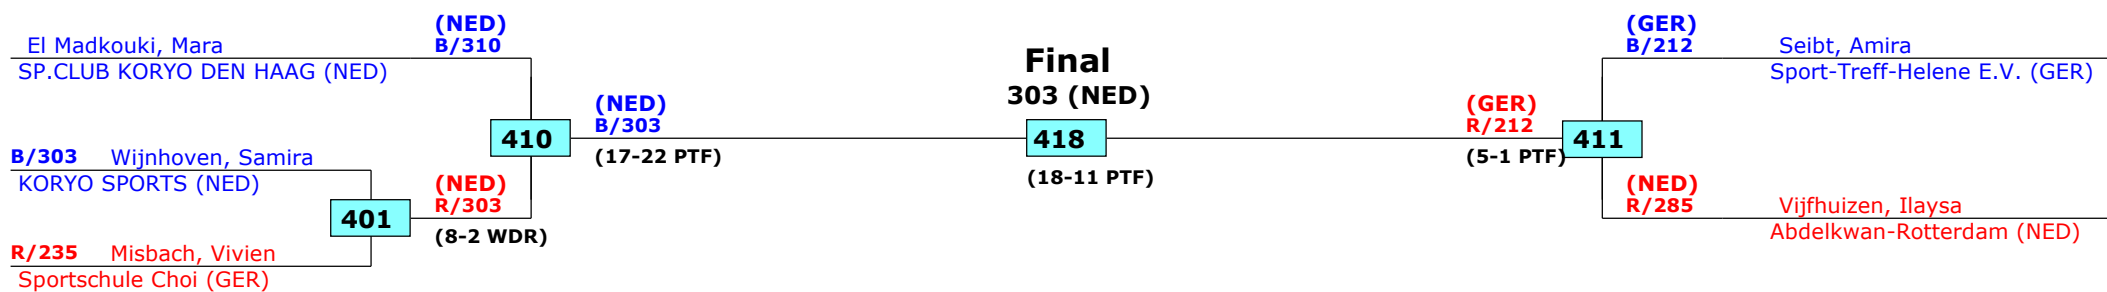 (NED)
B/310
El Madkouki, Mara
SP.CLUB KORYO DEN HAAG (NED)
B/303 Wijnhoven, Samira
KORYO SPORTS (NED)
R/235 Misbach, Vivien
Sportschule Choi (GER)
401
(NED)
R/303
(8-2 WDR)
410
(NED)
B/303
(17-22 PTF)
Final
303 (NED)
418
(18-11 PTF)
(GER)
R/212
(5-1 PTF)
411
(GER)
B/212
Seibt, Amira
Sport-Treff-Helene E.V. (GER)
(NED)
R/285
Vijfhuizen, Ilaysa
Abdelkwan-Rotterdam (NED)